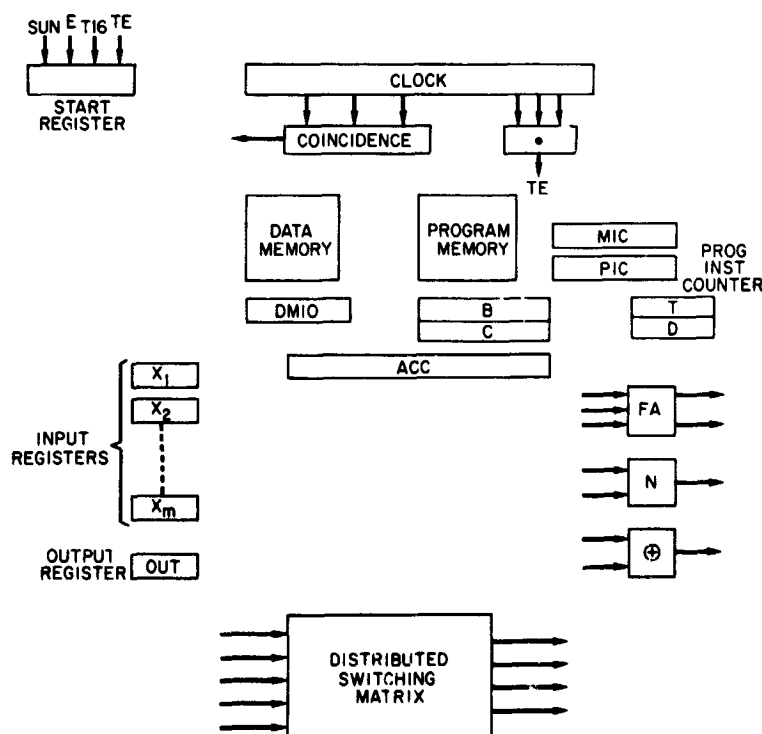 SUN E T16 TE
START
REGISTER
CLOCK
COINCIDENCE
•
TE
DATA
MEMORY
PROGRAM
MEMORY
MIC
PIC
PROG
INST
COUNTER
DMIO
B
C
T
D
ACC
INPUT
REGISTERS
X1
X2
Xm
FA
N
⊕
OUTPUT
REGISTER
OUT
DISTRIBUTED
SWITCHING
MATRIX